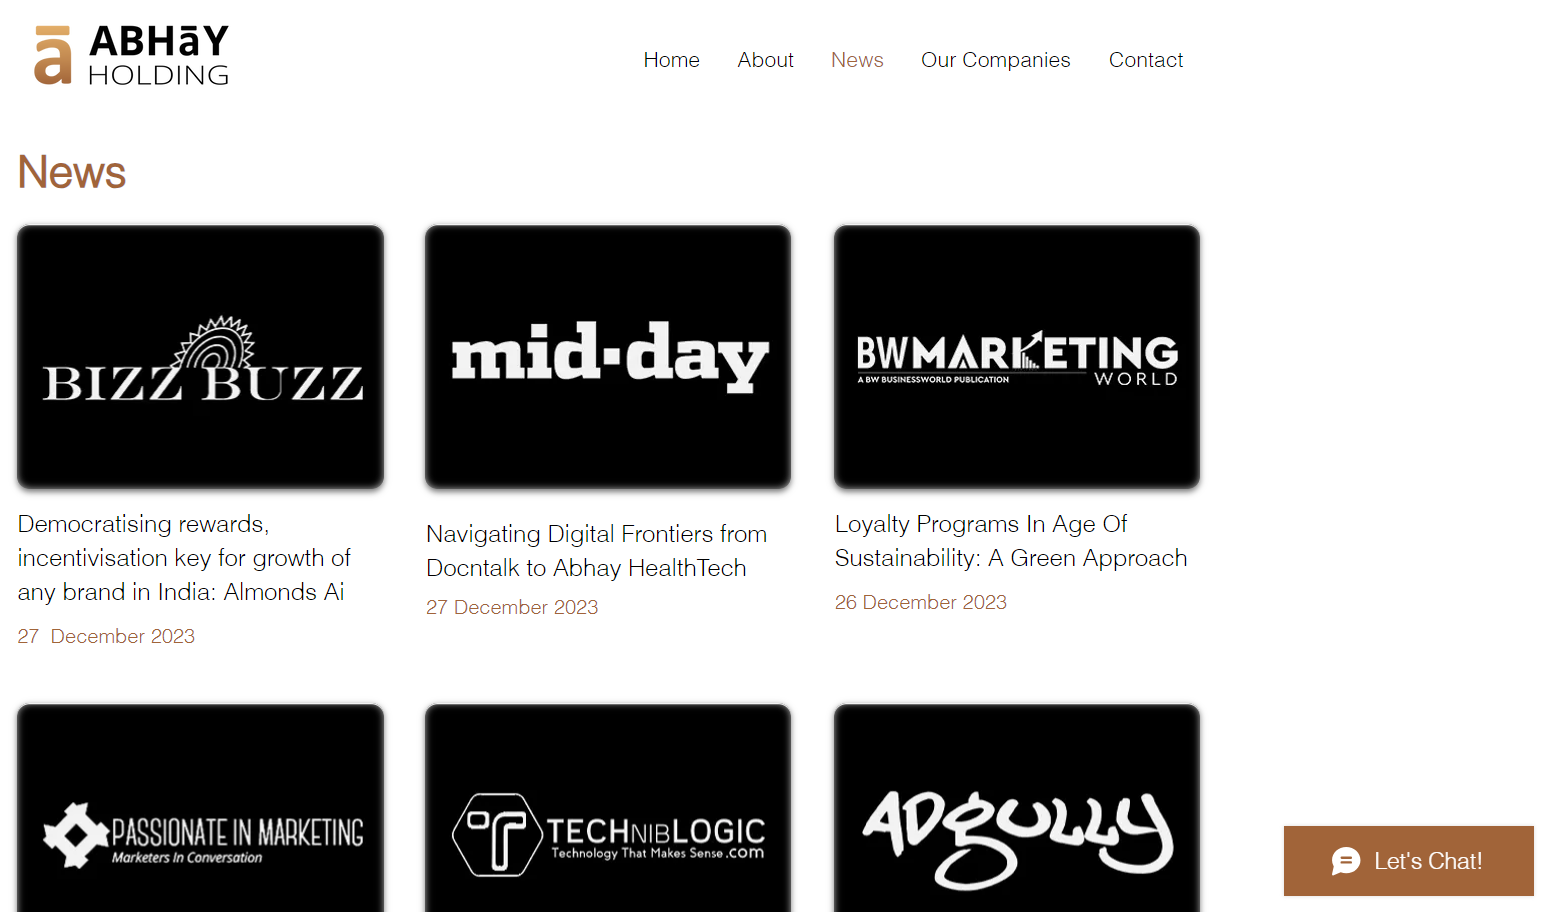 ā ABHāY
HOLDING
Home About News Our Companies Contact
News
BIZZ BUZZ
mid-day
BWMARKETING
A BW BUSINESSWORLD PUBLICATION WORLD
Democratising rewards,
incentivisation key for growth of
any brand in India: Almonds Ai
27 December 2023
Navigating Digital Frontiers from
Docntalk to Abhay HealthTech
27 December 2023
Loyalty Programs In Age Of
Sustainability: A Green Approach
26 December 2023
PASSIONATE IN MARKETING
Marketers In Conversation
TECHNIBLOGIC
Technology That Makes Sense.com
ADGULLY
Let's Chat!